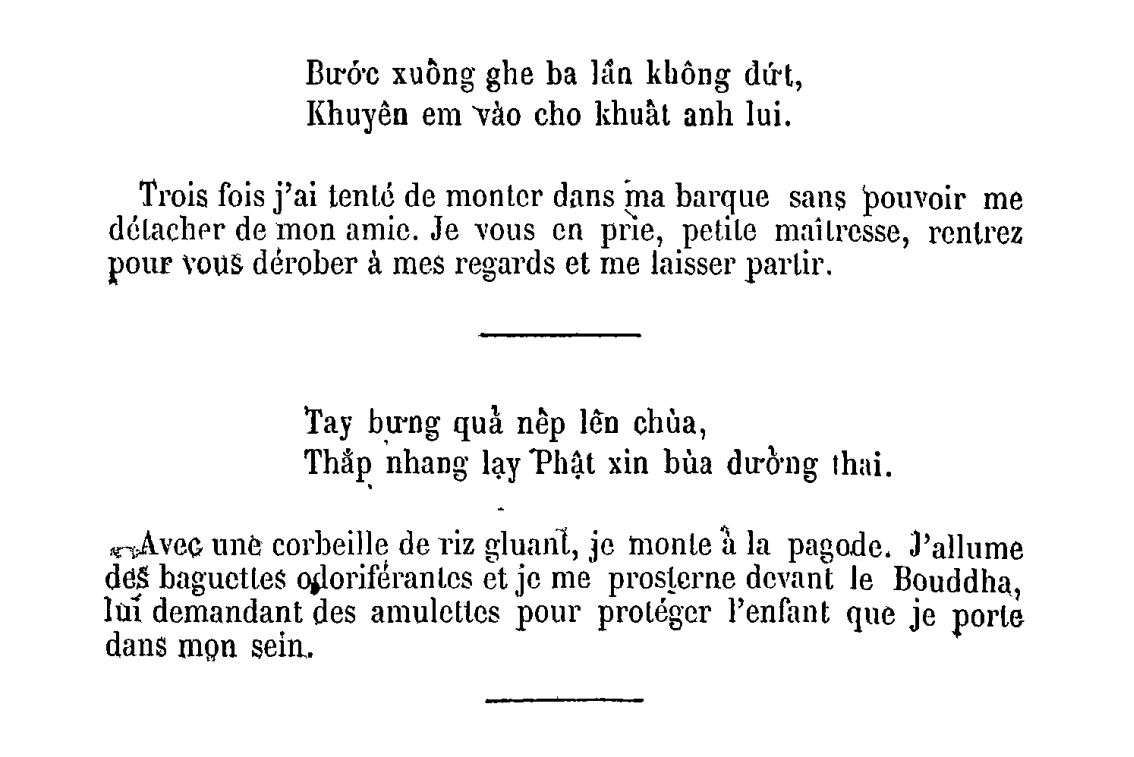 Bước xuồng ghe ba lần không dứt,
Khuyên em vào cho khuất anh lui.
Trois fois j'ai tenté de monter dans ma barque sans pouvoir me
détacher de mon amie. Je vous en prie, petite maîtresse, rentrez
pour vous dérober à mes regards et me laisser partir.
Tay bưng quả nếp lên chùa,
Thắp nhang lạy Phật xin bùa dưởng thai.
Avec une corbeille de riz gluant, je monte à la pagode. J'allume
des baguettes odoriférantes et je me prosterne devant le Bouddha,
lui demandant des amulettes pour protéger l'enfant que je porte
dans mon sein.